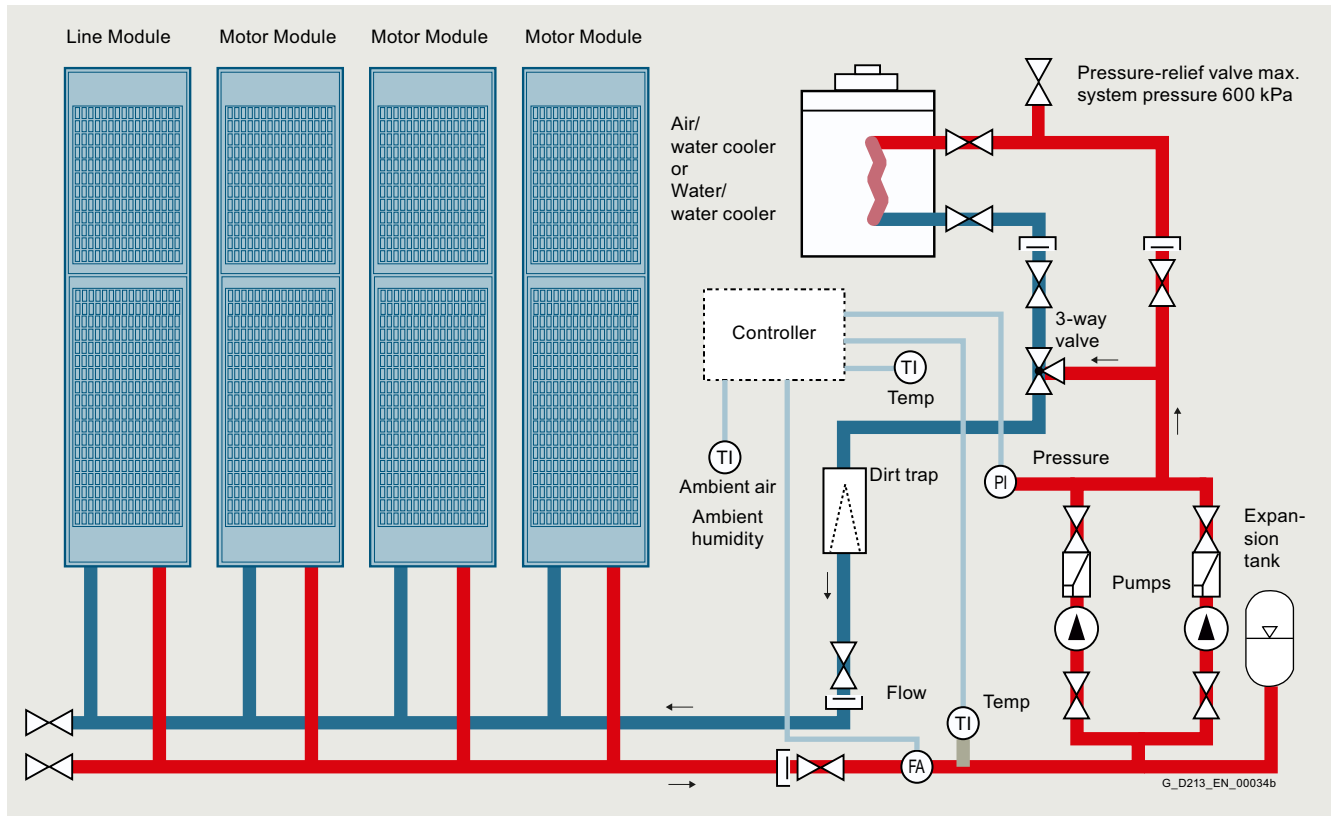 Line Module
Motor Module
Motor Module
Motor Module
Air/
water cooler
or
Water/
water cooler
Pressure-relief valve max.
system pressure 600 kPa
Controller
3-way
valve
TI
Temp
TI
Ambient air
Ambient
humidity
Dirt trap
Pressure
PI
Expan-
sion
tank
Pumps
Flow
Temp
TI
FA
G_D213_EN_00034b